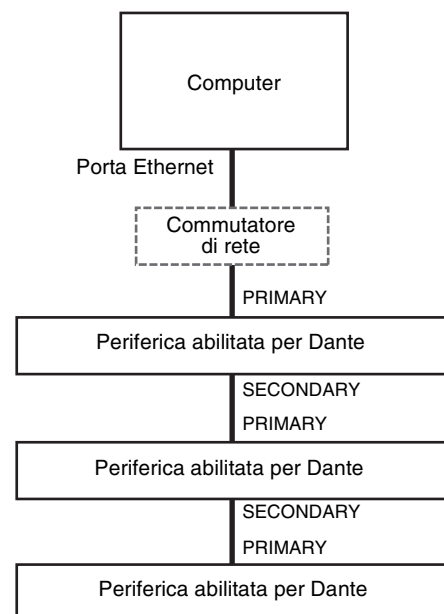 Computer
Porta Ethernet
Commutatore
di rete
PRIMARY
Periferica abilitata per Dante
SECONDARY
PRIMARY
Periferica abilitata per Dante
SECONDARY
PRIMARY
Periferica abilitata per Dante